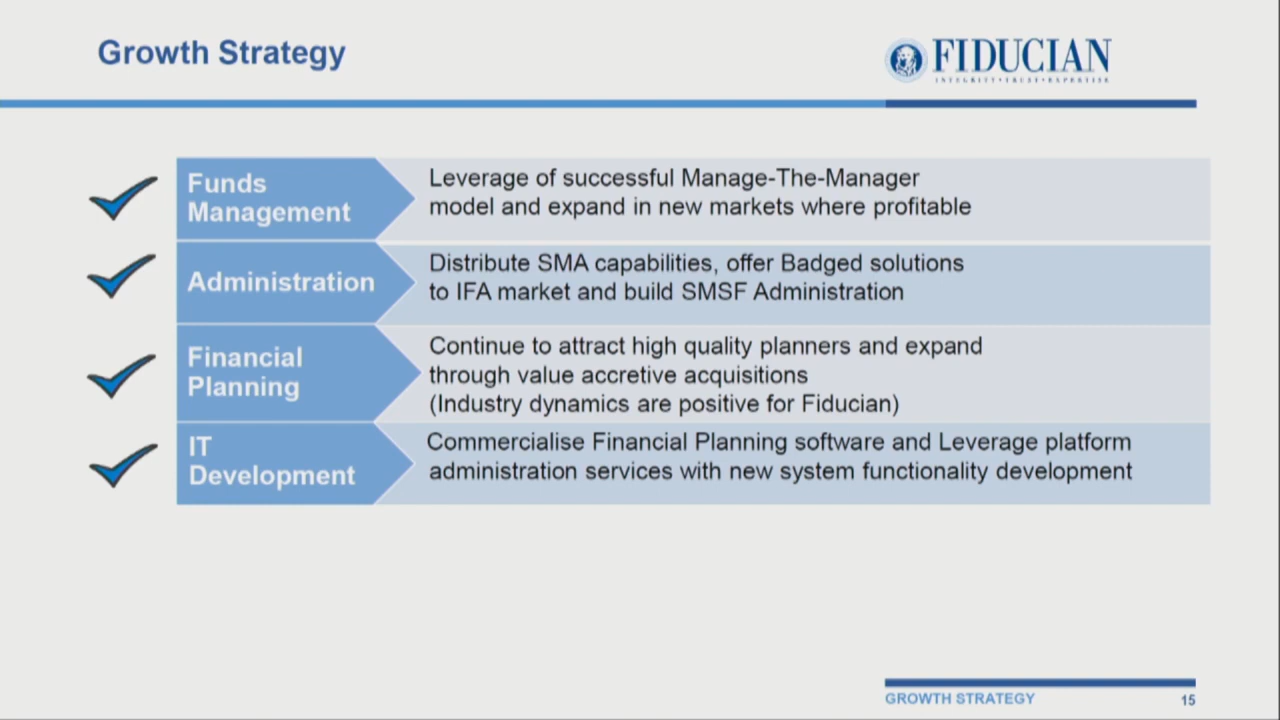 Growth Strategy
FIDUCIAN
INTEGRITY • TRUST • EXPERTISE
Funds
Management
Leverage of successful Manage-The-Manager
model and expand in new markets where profitable
Administration
Distribute SMA capabilities, offer Badged solutions
to IFA market and build SMSF Administration
Financial
Planning
Continue to attract high quality planners and expand
through value accretive acquisitions
(Industry dynamics are positive for Fiducian)
IT
Development
Commercialise Financial Planning software and Leverage platform
administration services with new system functionality development
GROWTH STRATEGY
15